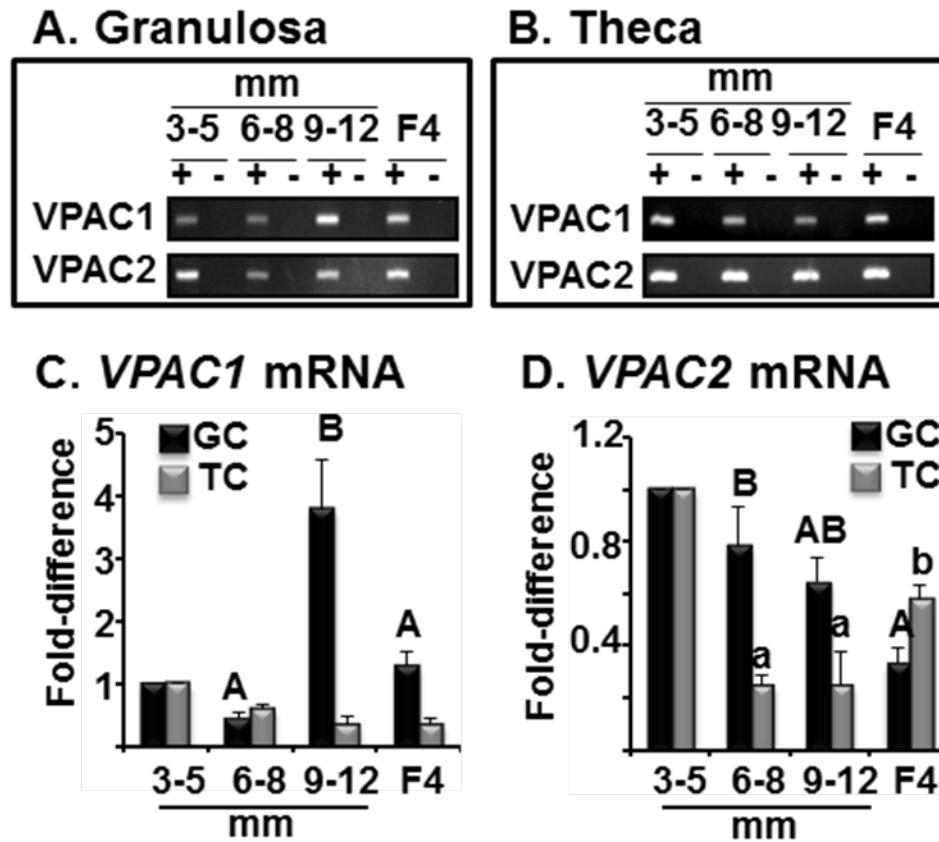 A. Granulosa
mm
3-5 6-8 9-12 F4
+ - + - + - + -
VPAC1
VPAC2
B. Theca
mm
3-5 6-8 9-12 F4
+ - + - + - + -
VPAC1
VPAC2
C. VPAC1 mRNA
Fold-difference
5
4
3
2
1
GC
TC
A
B
A
3-5 6-8 9-12 F4
mm
D. VPAC2 mRNA
Fold-difference
1.2
0.8
0.4
GC
TC
B
a
AB
a
A
b
3-5 6-8 9-12 F4
mm